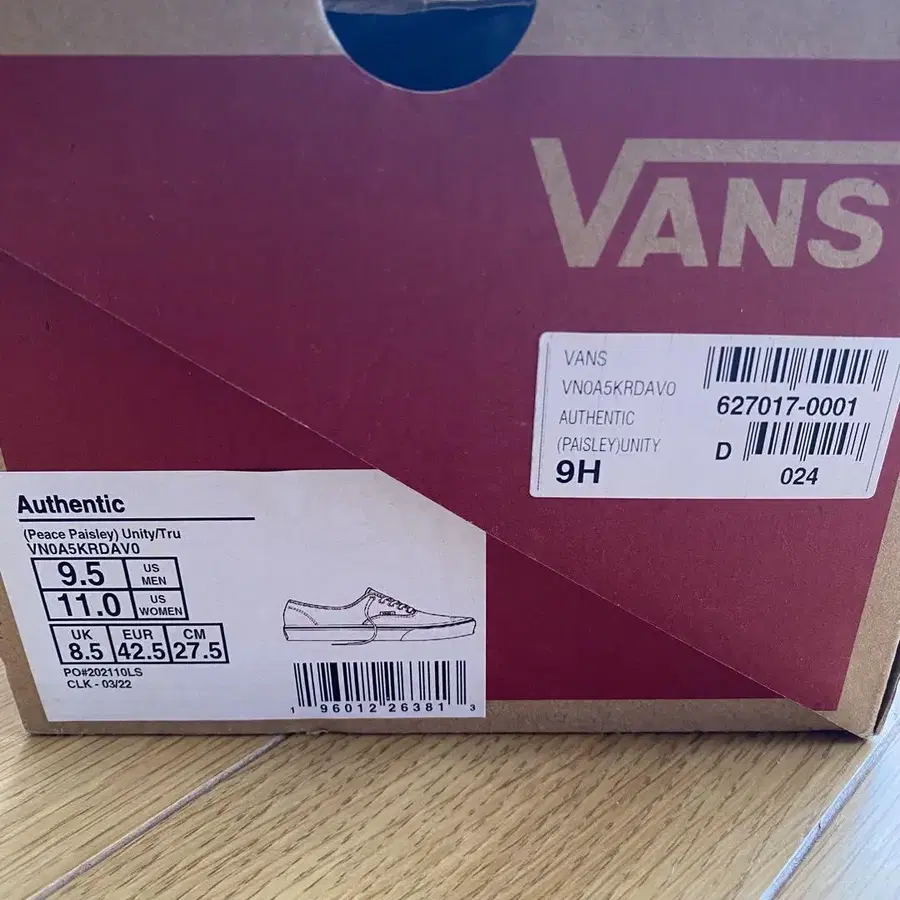 VANS
VANS
VN0A5KRDAV0
AUTHENTIC
(PAISLEY)UNITY
9H
627017-0001
D
024
Authentic
(Peace Paisley) Unity/Tru
VN0A5KRDAV0
9.5 US MEN
11.0 US WOMEN
UK EUR CM
8.5 42.5 27.5
PO#202110LS
CLK - 03/22
1 96012 26381 3